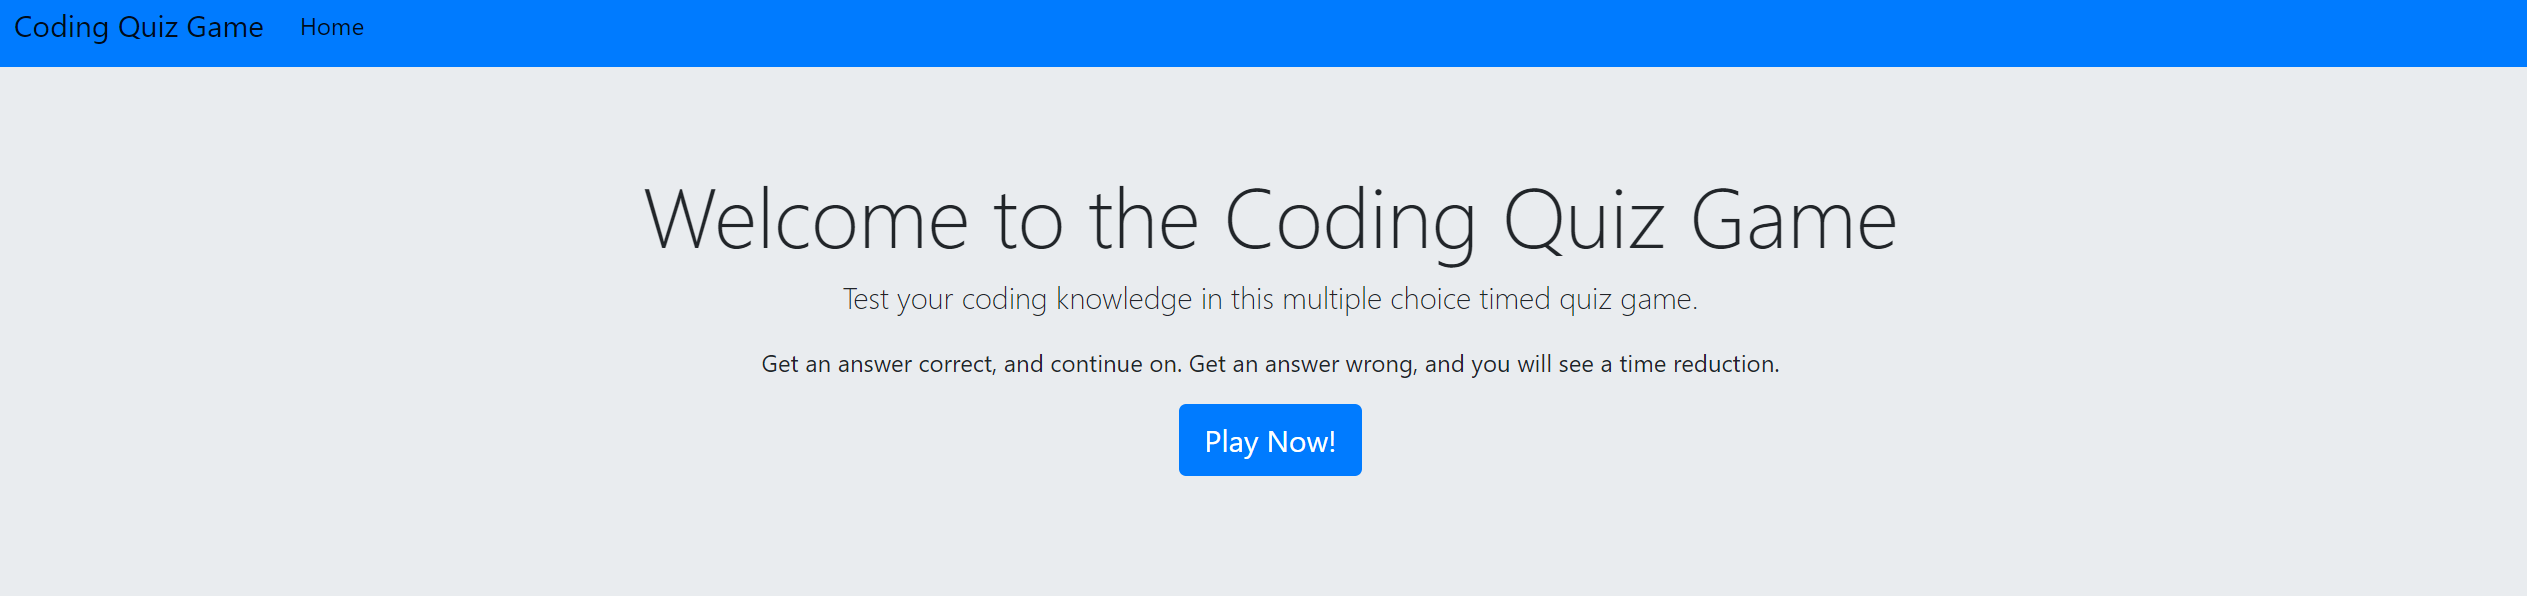 Coding Quiz Game Home
Welcome to the Coding Quiz Game
Test your coding knowledge in this multiple choice timed quiz game.
Get an answer correct, and continue on. Get an answer wrong, and you will see a time reduction.
Play Now!